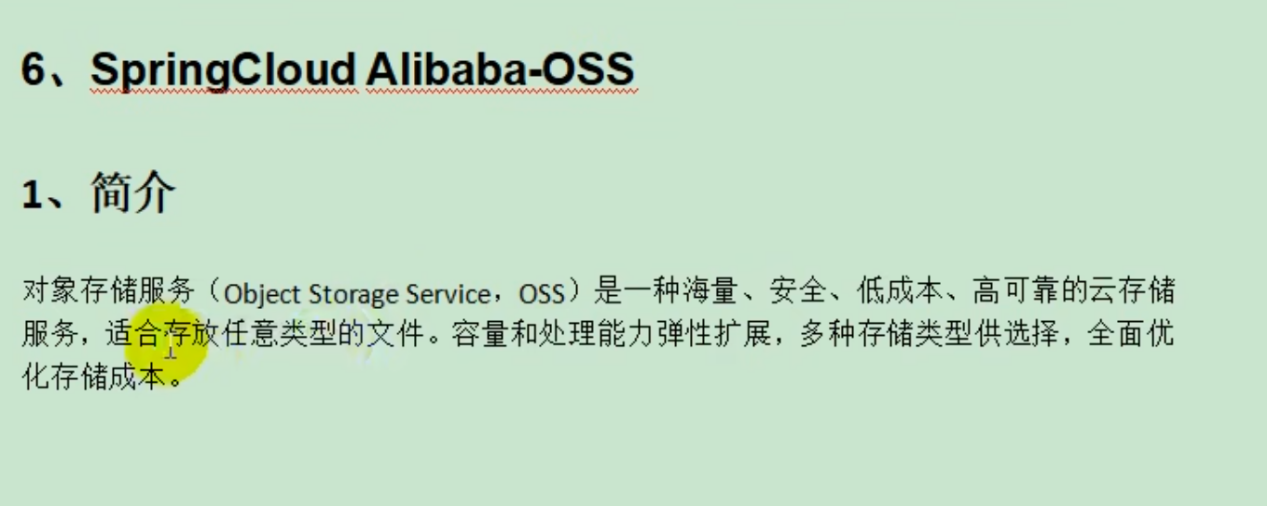 6、SpringCloud Alibaba-OSS
1、简介
对象存储服务（Object Storage Service，OSS）是一种海量、安全、低成本、高可靠的云存储
服务，适合存放任意类型的文件。容量和处理能力弹性扩展，多种存储类型供选择，全面优
化存储成本。